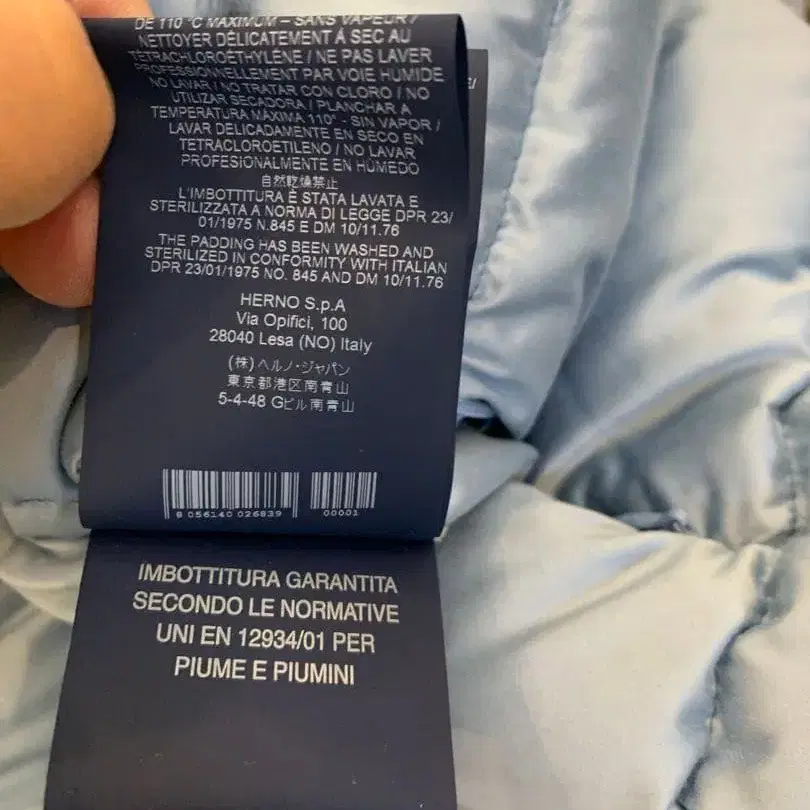 DE 110 °C MAXIMUM – SANS VAPEUR /
NETTOYER DÉLICATEMENT À SEC AU
TÉTRACHLOROÉTHYLÈNE / NE PAS LAVER
PROFESSIONNELLEMENT PAR VOIE HUMIDE
NO LAVAR / NO TRATAR CON CLORO / NO
UTILIZAR SECADORA / PLANCHAR A
TEMPERATURA MAXIMA 110° - SIN VAPOR /
LAVAR DELICADAMENTE EN SECO EN
TETRACLOROETILENO / NO LAVAR
PROFESIONALMENTE EN HÚMEDO
自然乾燥禁止
L'IMBOTTITURA È STATA LAVATA E
STERILIZZATA A NORMA DI LEGGE DPR 23/
01/1975 N.845 E DM 10/11.76
THE PADDING HAS BEEN WASHED AND
STERILIZED IN CONFORMITY WITH ITALIAN
DPR 23/01/1975 NO. 845 AND DM 10/11.76
HERNO S.p.A
Via Opifici, 100
28040 Lesa (NO) Italy
(株)ヘルノ・ジャパン
東京都港区南青山
5-4-48 Gビル南青山
8 056140 026839 00001
IMBOTTITURA GARANTITA
SECONDO LE NORMATIVE
UNI EN 12934/01 PER
PIUME E PIUMINI